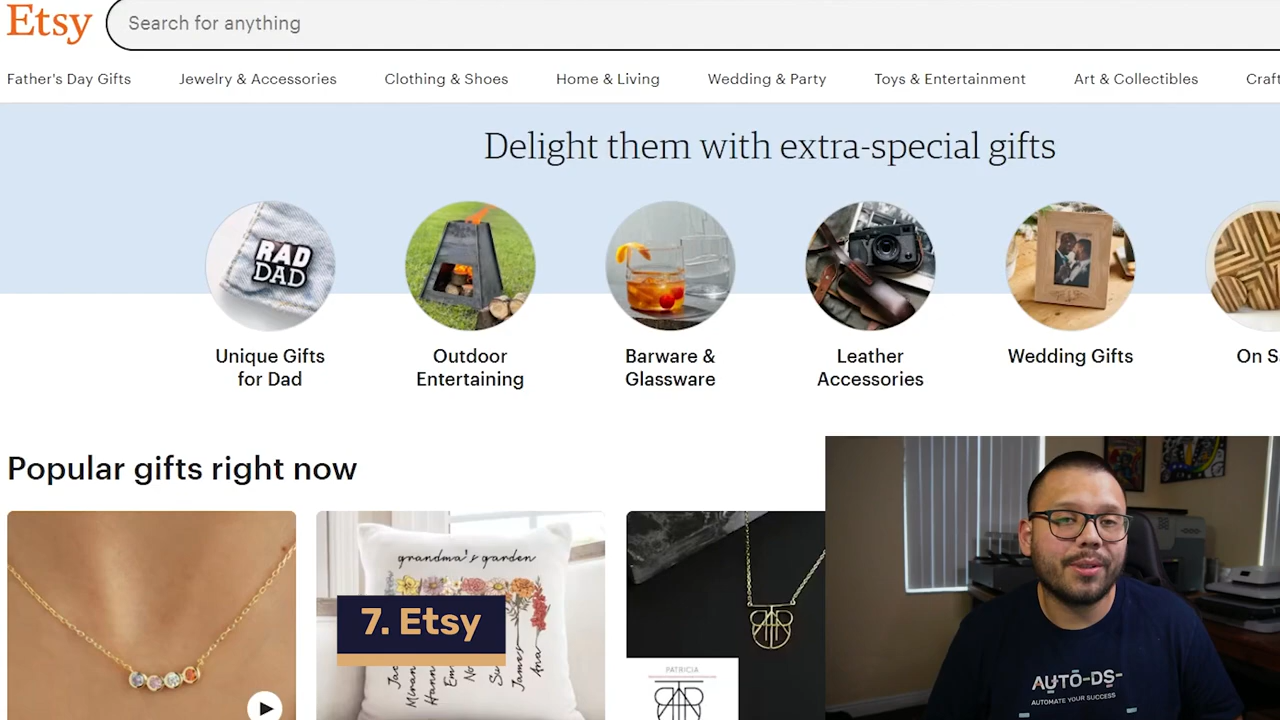 Etsy
Search for anything
Father's Day Gifts
Jewelry & Accessories
Clothing & Shoes
Home & Living
Wedding & Party
Toys & Entertainment
Art & Collectibles
Craft
Delight them with extra-special gifts
RAD
DAD
Unique Gifts
for Dad
Outdoor
Entertaining
Barware &
Glassware
Leather
Accessories
Wedding Gifts
On S
Popular gifts right now
grandma's garden
7. Etsy
James
Ana
PATRICIA
AUTO-DS-
AUTOMATE YOUR SUCCESS